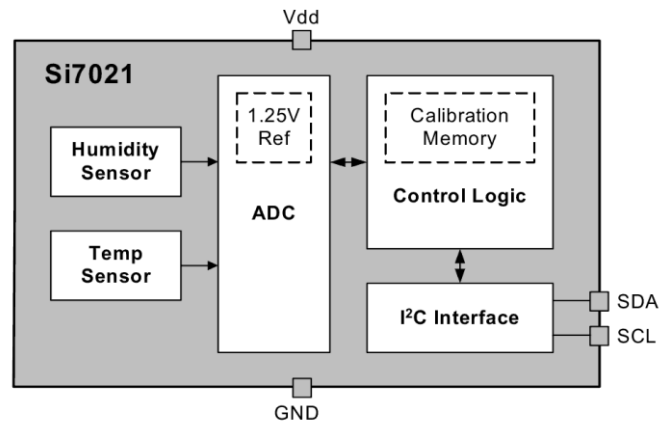 Vdd
Si7021
1.25V
Ref
Calibration
Memory
Humidity
Sensor
ADC
Control Logic
Temp
Sensor
I²C Interface
SDA
SCL
GND